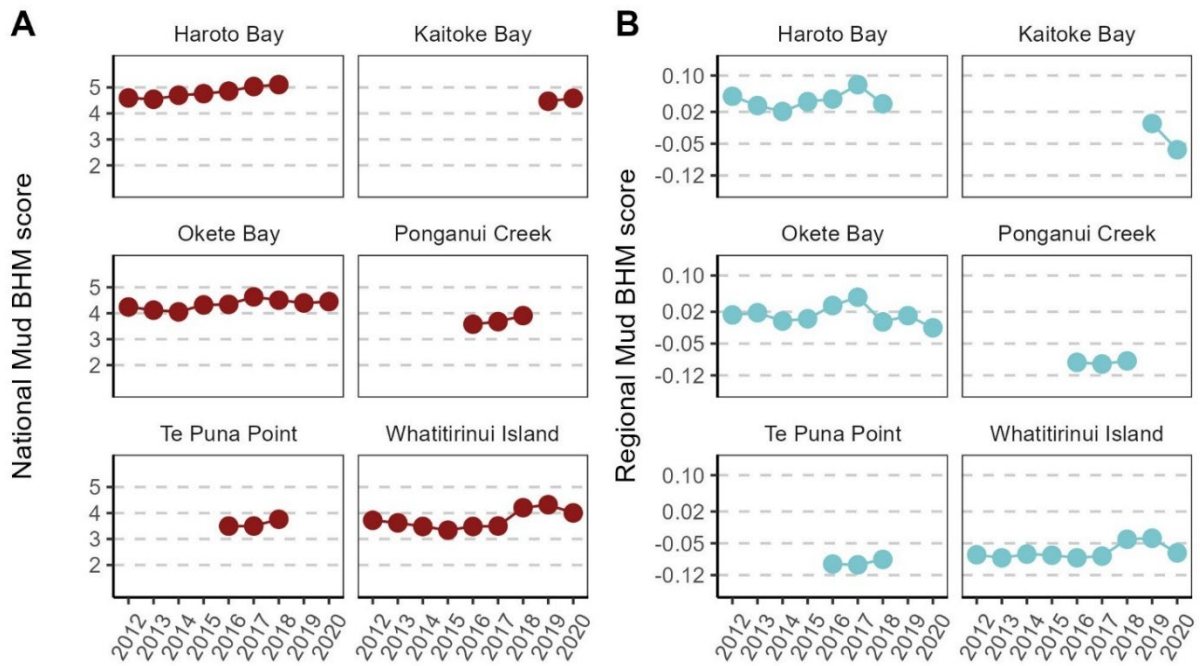 A
B
Haroto Bay
Kaitoke Bay
Haroto Bay
Kaitoke Bay
National Mud BHM score
Regional Mud BHM score
5
4
3
2
0.10
0.02
-0.05
-0.12
Okete Bay
Ponganui Creek
Okete Bay
Ponganui Creek
5
4
3
2
0.10
0.02
-0.05
-0.12
Te Puna Point
Whatitirinui Island
Te Puna Point
Whatitirinui Island
5
4
3
2
0.10
0.02
-0.05
-0.12
2012 2013 2014 2015 2016 2017 2018 2019 2020
2012 2013 2014 2015 2016 2017 2018 2019 2020
2012 2013 2014 2015 2016 2017 2018 2019 2020
2012 2013 2014 2015 2016 2017 2018 2019 2020